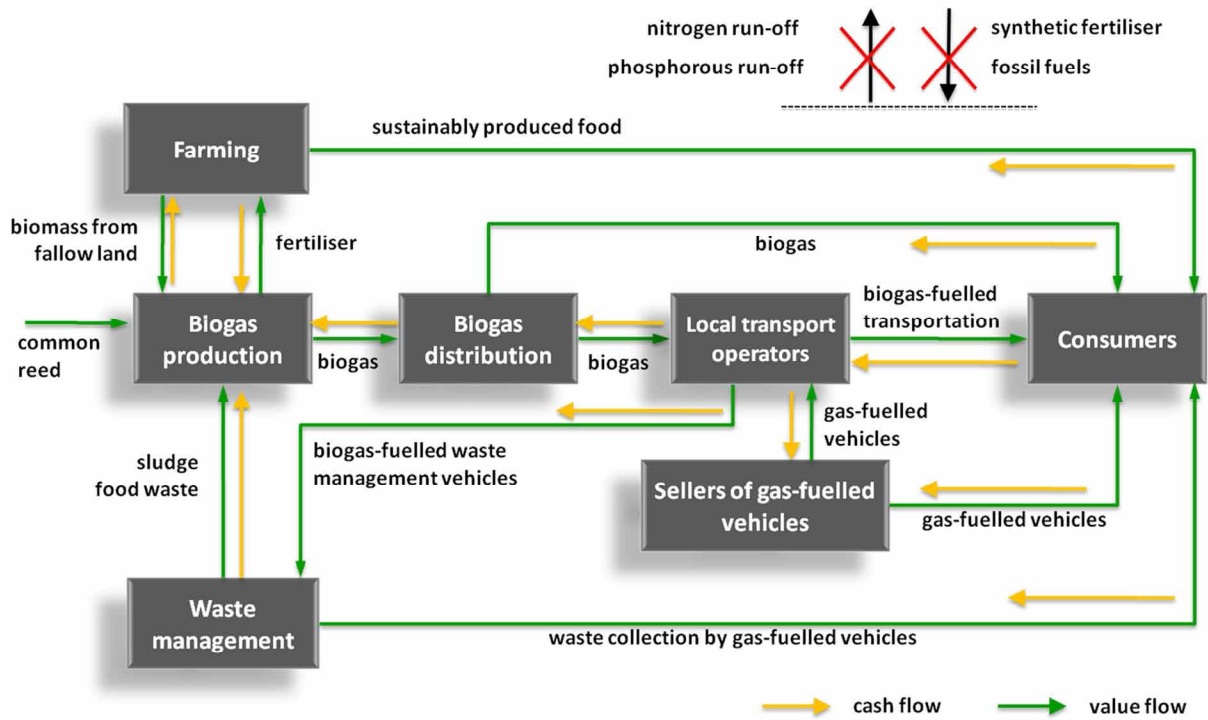 nitrogen run-off
phosphorous run-off
synthetic fertiliser
fossil fuels
sustainably produced food
Farming
biomass from
fallow land
fertiliser
biogas
biogas-fuelled
transportation
common
reed
Biogas
production
biogas
Biogas
distribution
biogas
Local transport
operators
Consumers
sludge
food waste
biogas-fuelled waste
management vehicles
gas-fuelled
vehicles
Sellers of gas-fuelled
vehicles
gas-fuelled vehicles
Waste
management
waste collection by gas-fuelled vehicles
cash flow
value flow